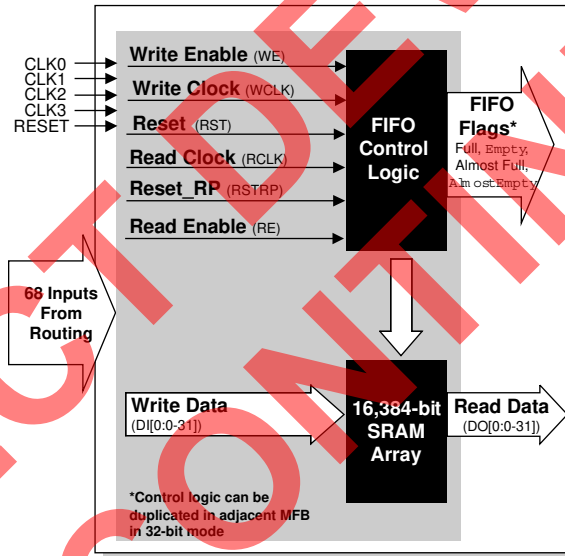 CLK0
CLK1
CLK2
CLK3
RESET
Write Enable (WE)
Write Clock (WCLK)
Reset (RST)
Read Clock (RCLK)
Reset_RP (RSTRP)
Read Enable (RE)
FIFO
Control
Logic
FIFO
Flags*
Full, Empty,
Almost Full,
AlmostEmpty
68 Inputs
From
Routing
Write Data
(DI[0:0-31])
16,384-bit
SRAM
Array
Read Data
(DO[0:0-31])
*Control logic can be
duplicated in adjacent MFB
in 32-bit mode